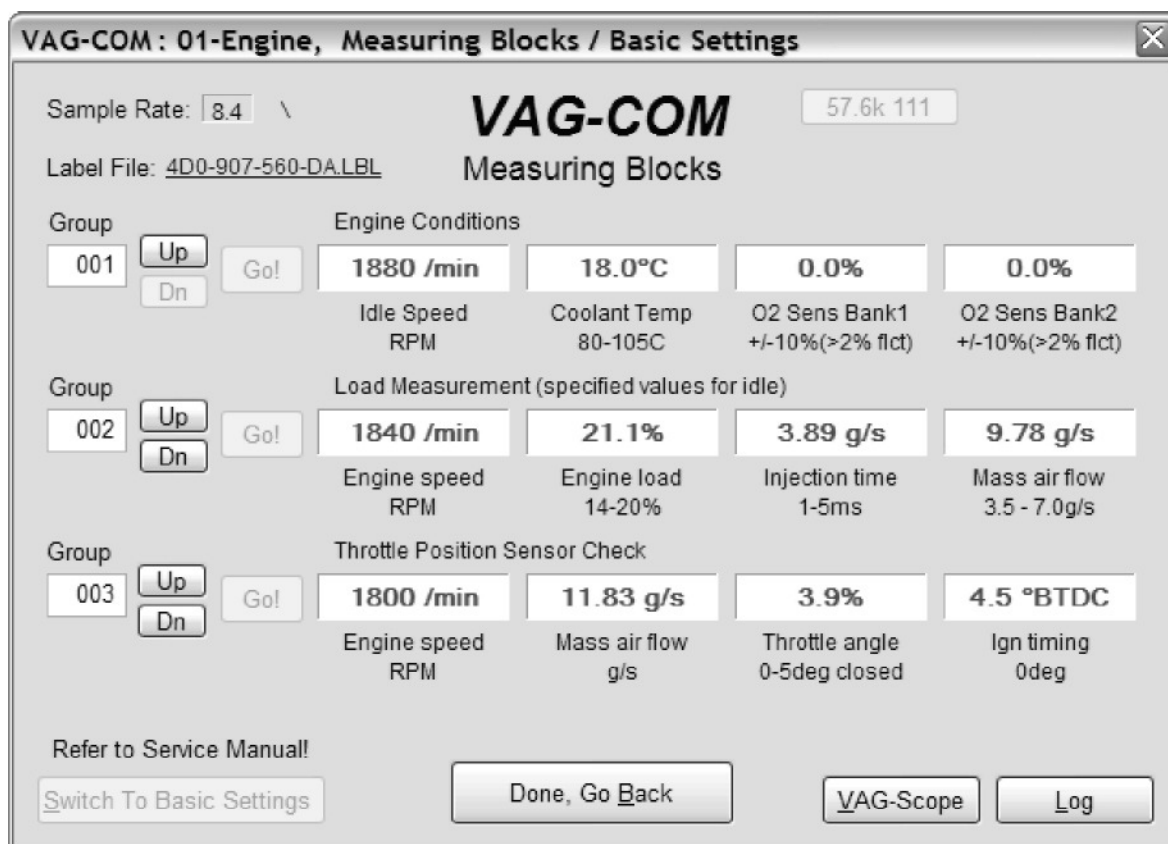 VAG-COM : 01-Engine, Measuring Blocks / Basic Settings
Sample Rate: 8.4 \
VAG-COM
57.6k 111
Label File: 4D0-907-560-DA.LBL
Measuring Blocks
Group
Engine Conditions
001
Up
Dn
Go!
1880 /min
18.0°C
0.0%
0.0%
Idle Speed
RPM
Coolant Temp
80-105C
O2 Sens Bank1
+/-10%(>2% flct)
O2 Sens Bank2
+/-10%(>2% flct)
Group
Load Measurement (specified values for idle)
002
Up
Dn
Go!
1840 /min
21.1%
3.89 g/s
9.78 g/s
Engine speed
RPM
Engine load
14-20%
Injection time
1-5ms
Mass air flow
3.5 - 7.0g/s
Group
Throttle Position Sensor Check
003
Up
Dn
Go!
1800 /min
11.83 g/s
3.9%
4.5 °BTDC
Engine speed
RPM
Mass air flow
g/s
Throttle angle
0-5deg closed
Ign timing
0deg
Refer to Service Manual!
Switch To Basic Settings
Done, Go Back
VAG-Scope
Log